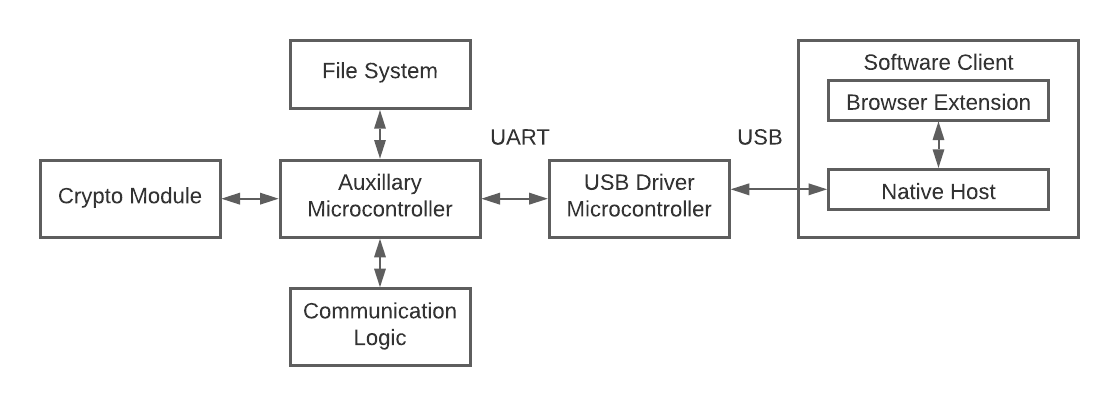 File System
UART
USB
Software Client
Browser Extension
Native Host
Crypto Module
Auxillary
Microcontroller
USB Driver
Microcontroller
Communication
Logic